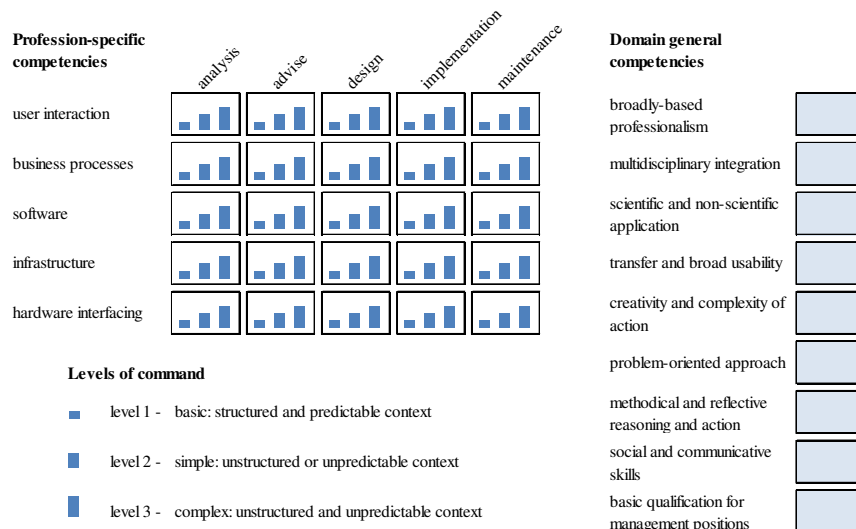 Profession-specific
competencies
analysis
advise
design
implementation
maintenance
user interaction
business processes
software
infrastructure
hardware interfacing
Levels of command
level 1 - basic: structured and predictable context
level 2 - simple: unstructured or unpredictable context
level 3 - complex: unstructured and unpredictable context
Domain general
competencies
broadly-based
professionalism
multidisciplinary integration
scientific and non-scientific
application
transfer and broad usability
creativity and complexity of
action
problem-oriented approach
methodical and reflective
reasoning and action
social and communicative
skills
basic qualification for
management positions